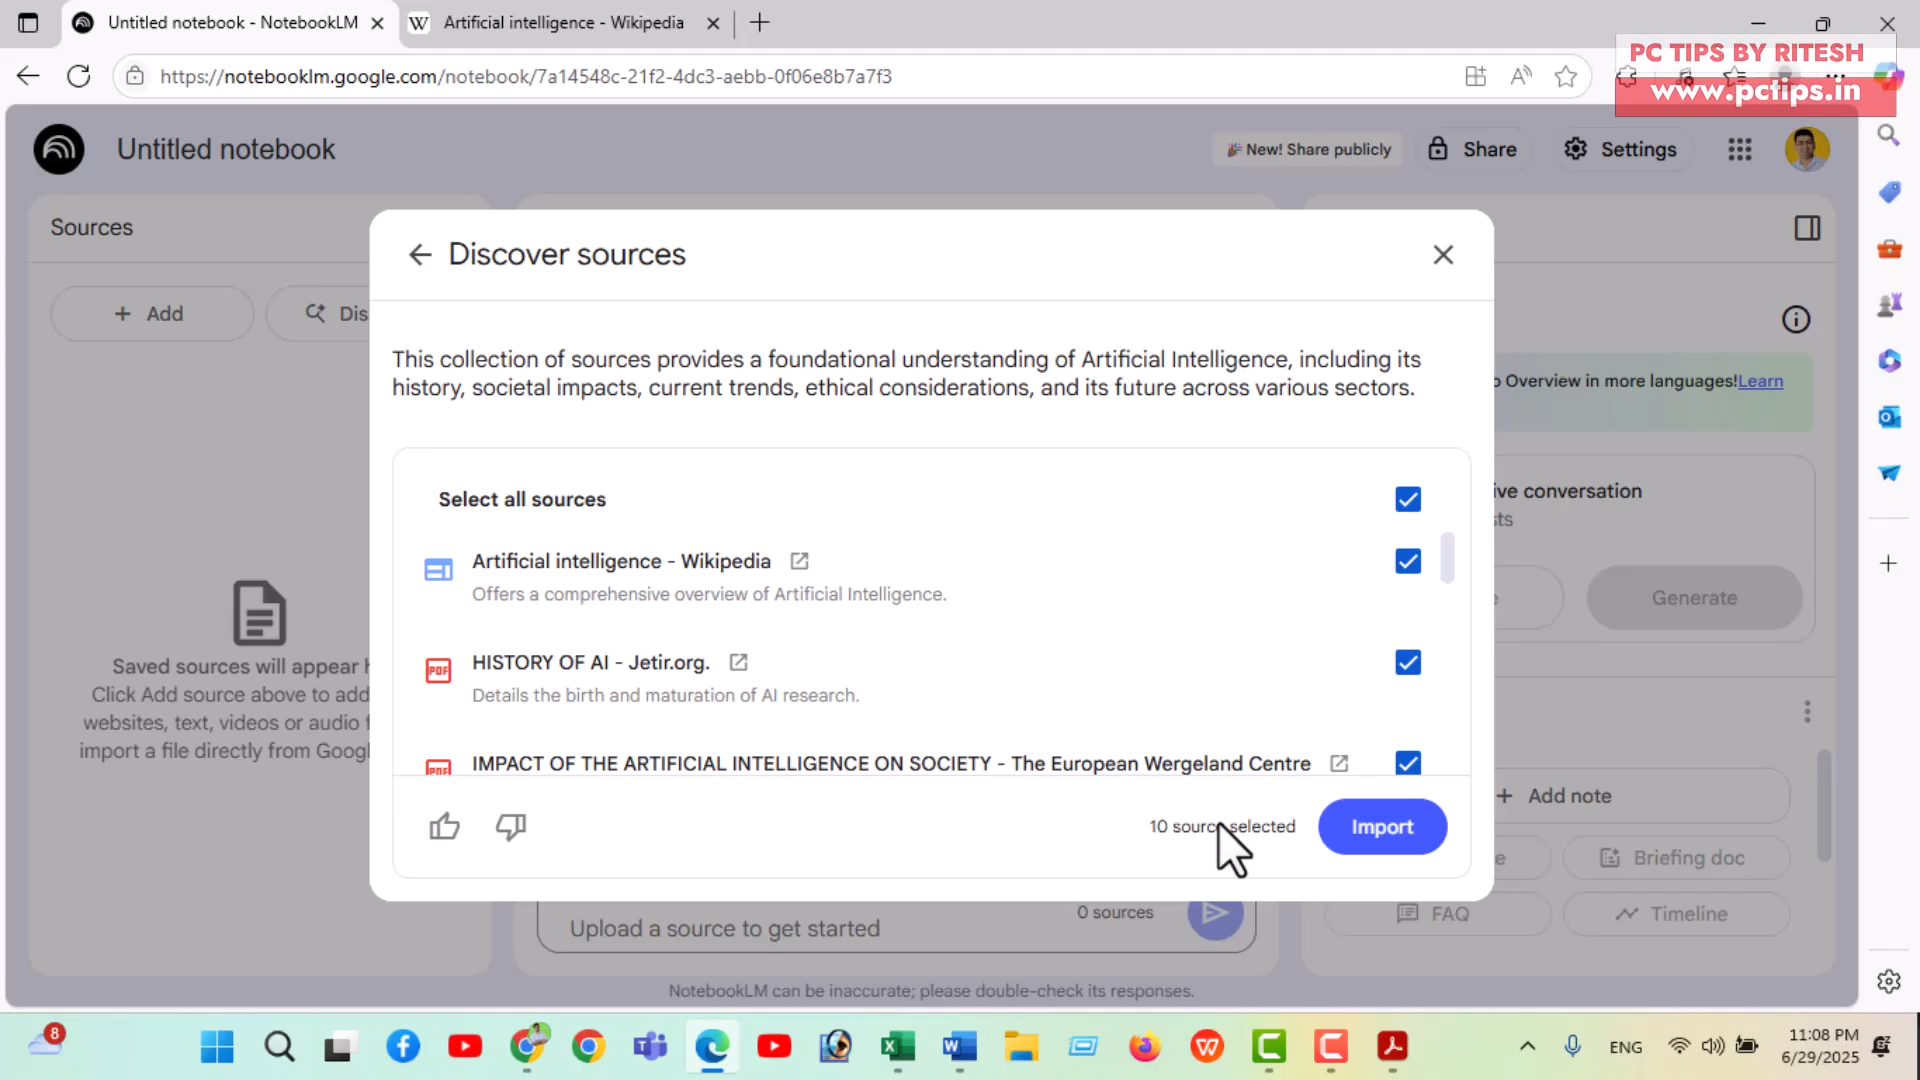 Untitled notebook - NotebookLM
Artificial intelligence - Wikipedia
https://notebooklm.google.com/notebook/7a14548c-21f2-4dc3-aebb-0f06e8b7a7f3
PC TIPS BY RITESH
www.pctips.in
Untitled notebook
New! Share publicly
Share
Settings
Sources
Add
Dis
Saved sources will appear
Click Add source above to add
websites, text, videos or audio
import a file directly from Goog
Discover sources
This collection of sources provides a foundational understanding of Artificial Intelligence, including its
history, societal impacts, current trends, ethical considerations, and its future across various sectors.
Select all sources
Artificial intelligence - Wikipedia
Offers a comprehensive overview of Artificial Intelligence.
PDF
HISTORY OF AI - Jetir.org.
Details the birth and maturation of AI research.
PDF
IMPACT OF THE ARTIFICIAL INTELLIGENCE ON SOCIETY - The European Wergeland Centre
10 sources selected
Import
Overview in more languages! Learn
ive conversation
sts
Generate
Add note
Briefing doc
FAQ
Timeline
Upload a source to get started
0 sources
NotebookLM can be inaccurate; please double-check its responses.
8
ENG
11:08 PM
6/29/2025